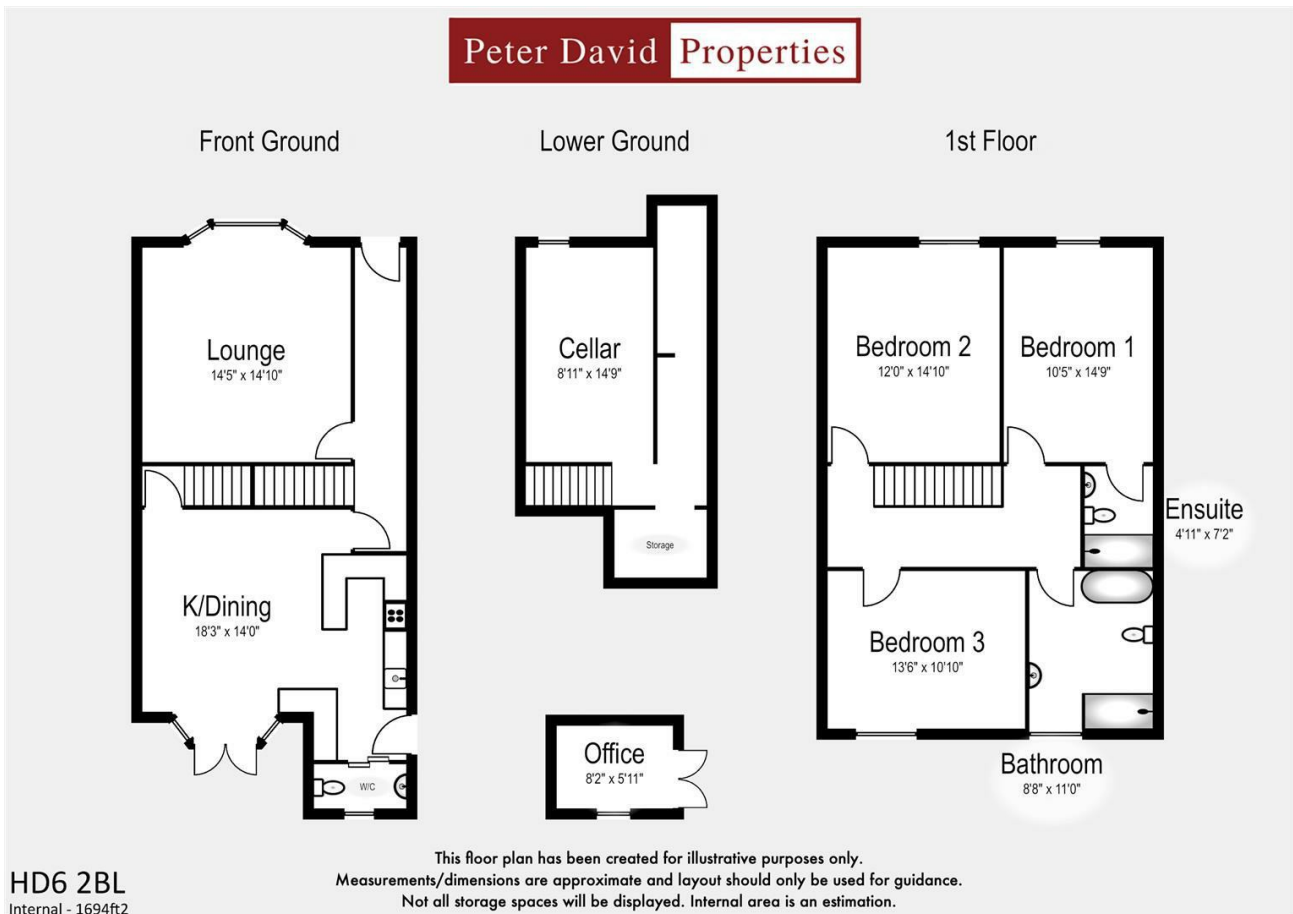 Peter David Properties
Front Ground
Lower Ground
1st Floor
Lounge
14'5" x 14'10"
Cellar
8'11" x 14'9"
Bedroom 2
12'0" x 14'10"
Bedroom 1
10'5" x 14'9"
Ensuite
4'11" x 7'2"
Storage
K/Dining
18'3" x 14'0"
Bedroom 3
13'6" x 10'10"
Office
8'2" x 5'11"
W/C
Bathroom
8'8" x 11'0"
This floor plan has been created for illustrative purposes only.
Measurements/dimensions are approximate and layout should only be used for guidance.
Not all storage spaces will be displayed. Internal area is an estimation.
HD6 2BL
Internal - 1694ft2